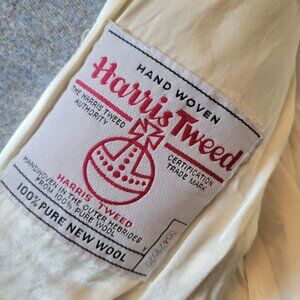 HAND WOVEN
Harris Tweed
THE HARRIS TWEED
AUTHORITY
CERTIFICATION
TRADE MARK
HARRIS TWEED
HANDWOVEN IN THE OUTER HEBRIDES
FROM 100% PURE WOOL
100% PURE NEW WOOL